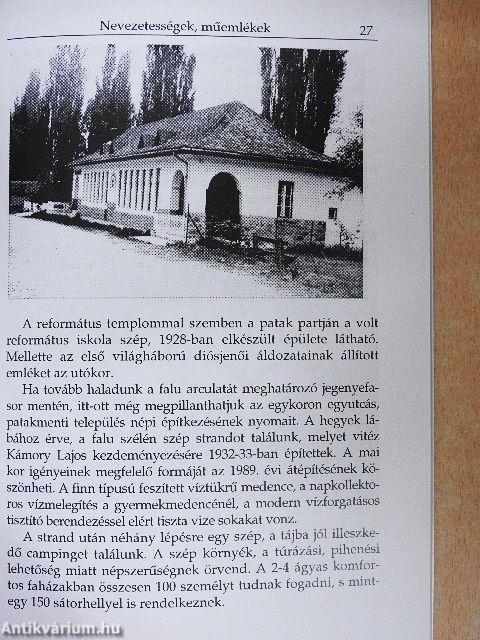 Nevezetességek, műemlékek 27
A református templommal szemben a patak partján a volt
református iskola szép, 1928-ban elkészült épülete látható.
Mellette az első világháború diósjenői áldozatainak állított
emléket az utókor.
Ha tovább haladunk a falu arculatát meghatározó jegenyefa-
sor mentén, itt-ott még megpillanthatjuk az egykoron egyutcás,
patakmenti település népi építkezésének nyomait. A hegyek lá-
bához érve, a falu szélén szép strandot találunk, melyet vitéz
Kámory Lajos kezdeményezésére 1932-33-ban építettek. A mai
kor igényeinek megfelelő formáját az 1989. évi átépítésének kö-
szönheti. A finn típusú feszített víztükrű medence, a napkollekto-
ros vízmelegítés a gyermekmedencénél, a modern vízforgatásos
tisztító berendezéssel elért tiszta vize sokakat vonz.
A strand után néhány lépésre egy szép, a tájba jól illeszke-
dő campinget találunk. A szép környék, a túrázási, pihenési
lehetőség miatt népszerűségnek örvend. A 2-4 ágyas komfor-
tos faházakban összesen 100 személyt tudnak fogadni, s mint-
egy 150 sátorhellyel is rendelkeznek.
Antikvárium.hu